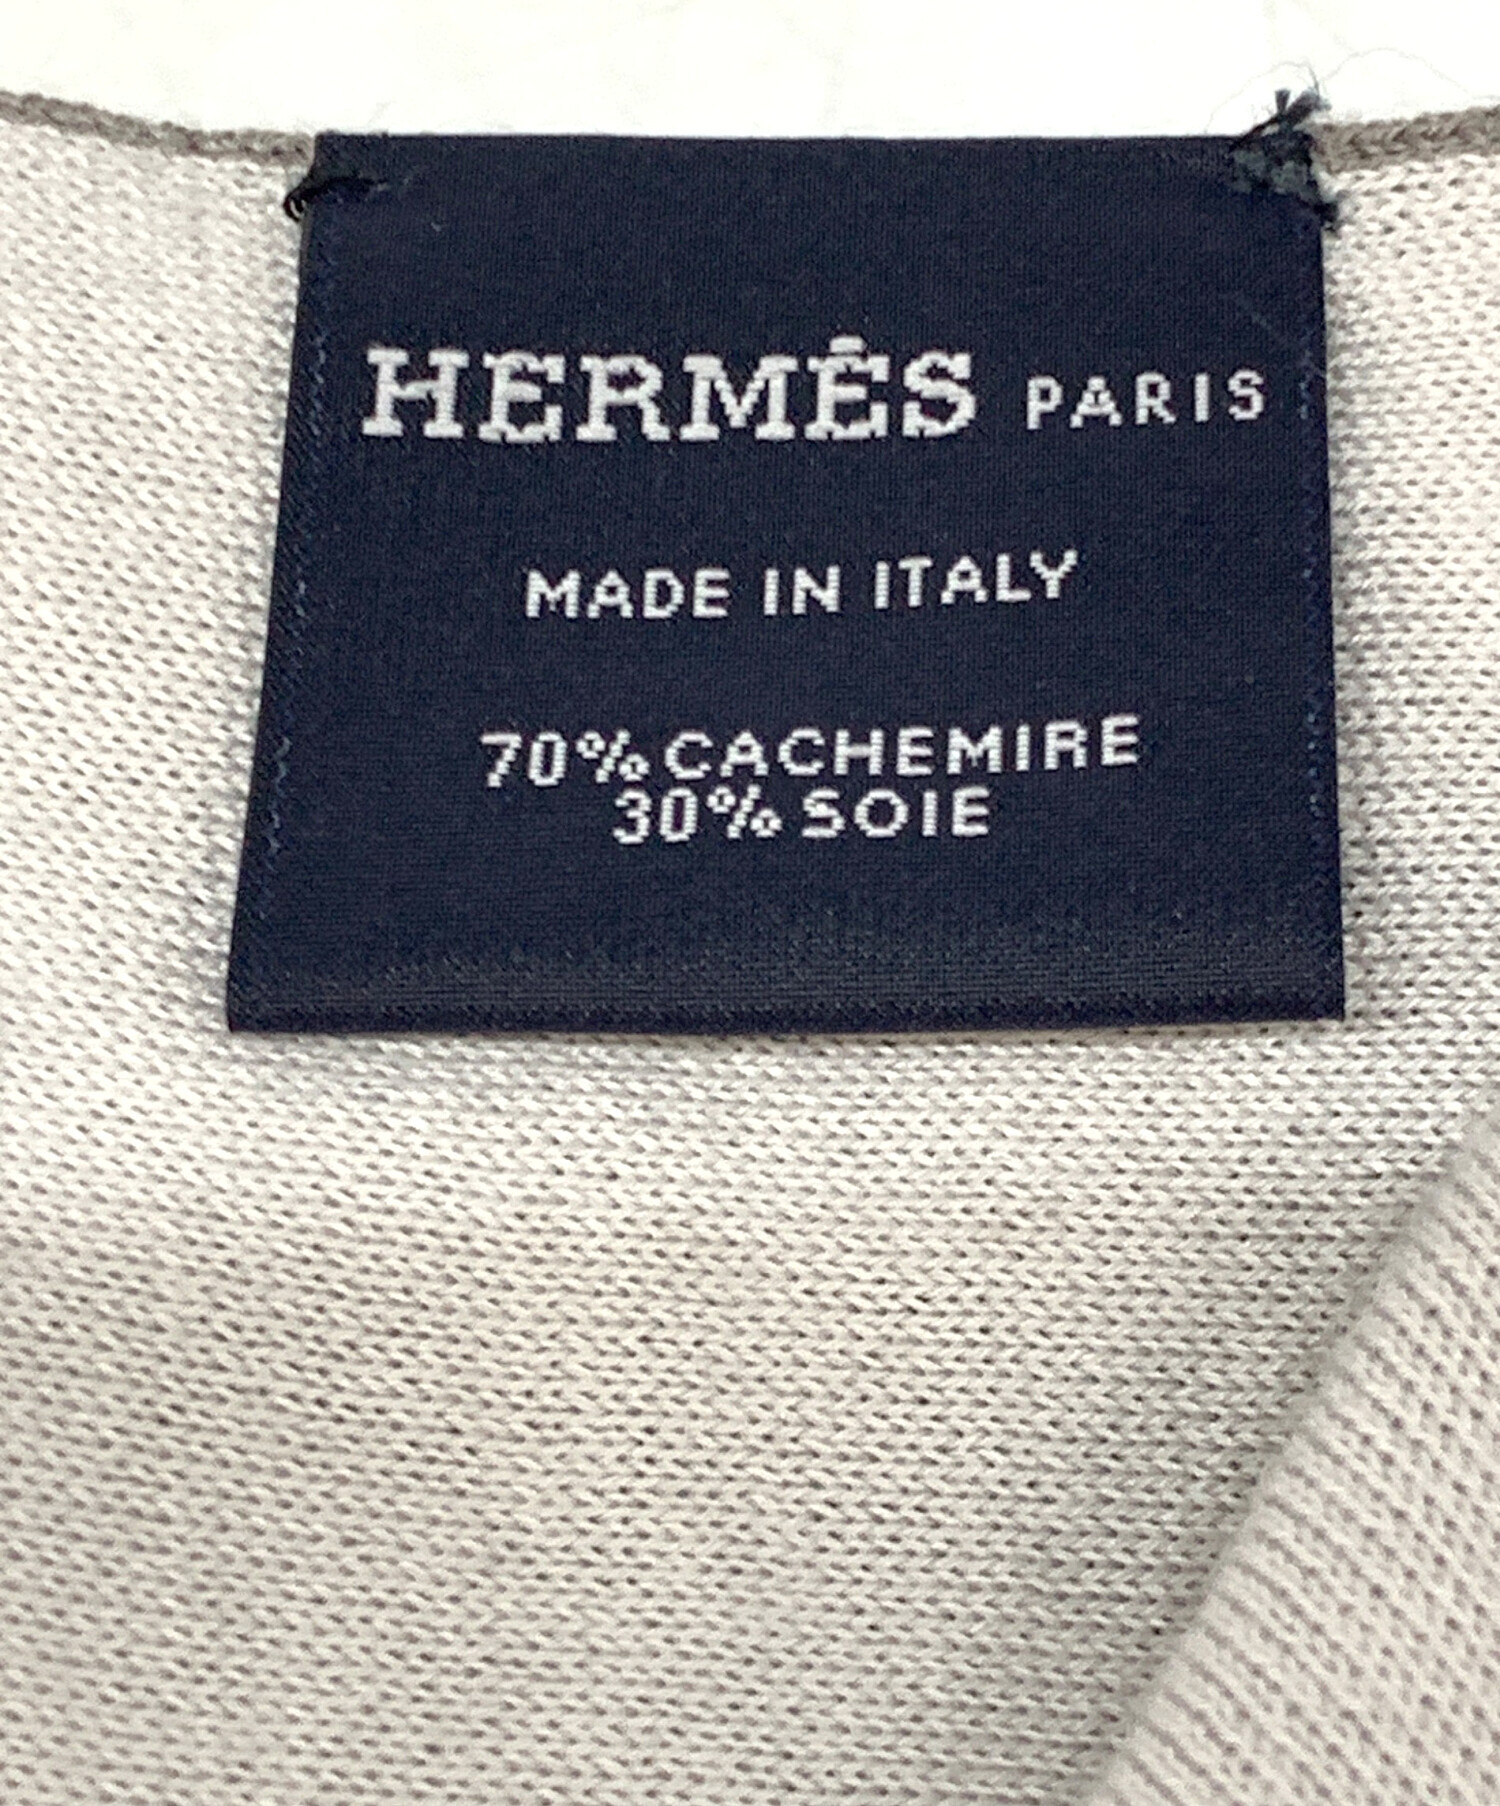 HERMÈS PARIS
MADE IN ITALY
70% CACHEMIRE
30% SOIE